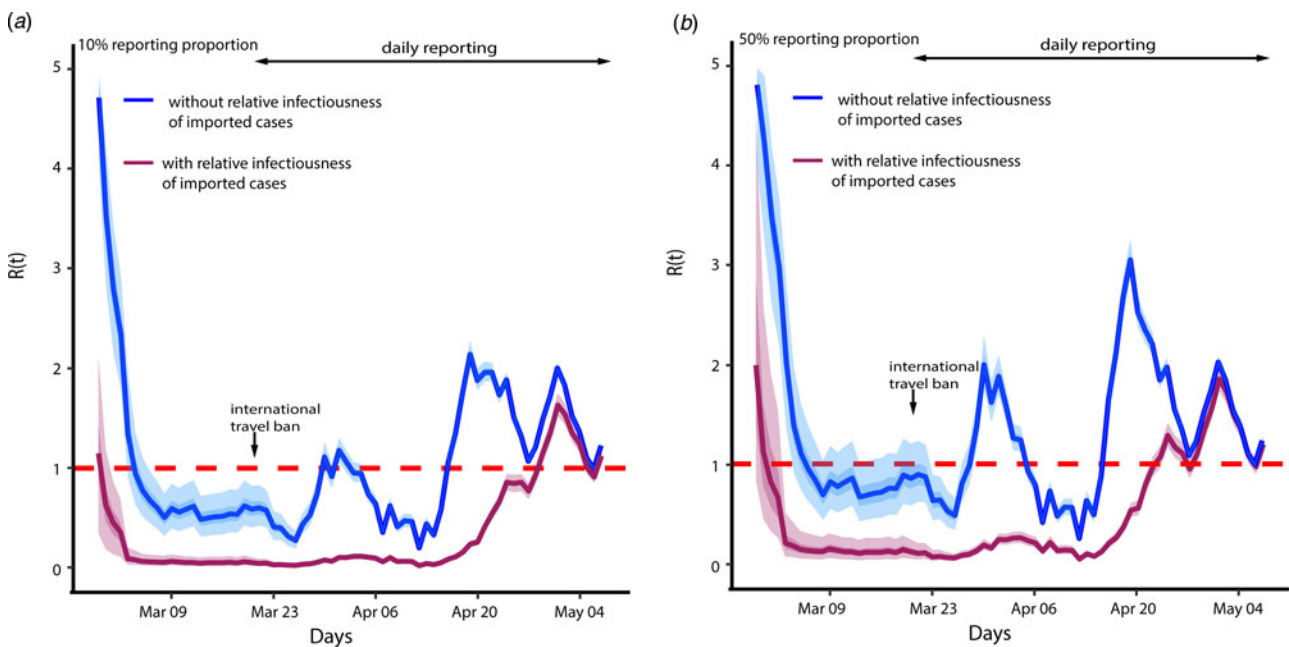 (a)
10% reporting proportion
daily reporting
5
without relative infectiousness
of imported cases
with relative infectiousness
of imported cases
4
3
R(t)
2
international
travel ban
1
0
Mar 09
Mar 23
Apr 06
Apr 20
May 04
Days
(b)
50% reporting proportion
daily reporting
5
without relative infectiousness
of imported cases
with relative infectiousness
of imported cases
4
3
R(t)
2
international
travel ban
1
0
Mar 09
Mar 23
Apr 06
Apr 20
May 04
Days